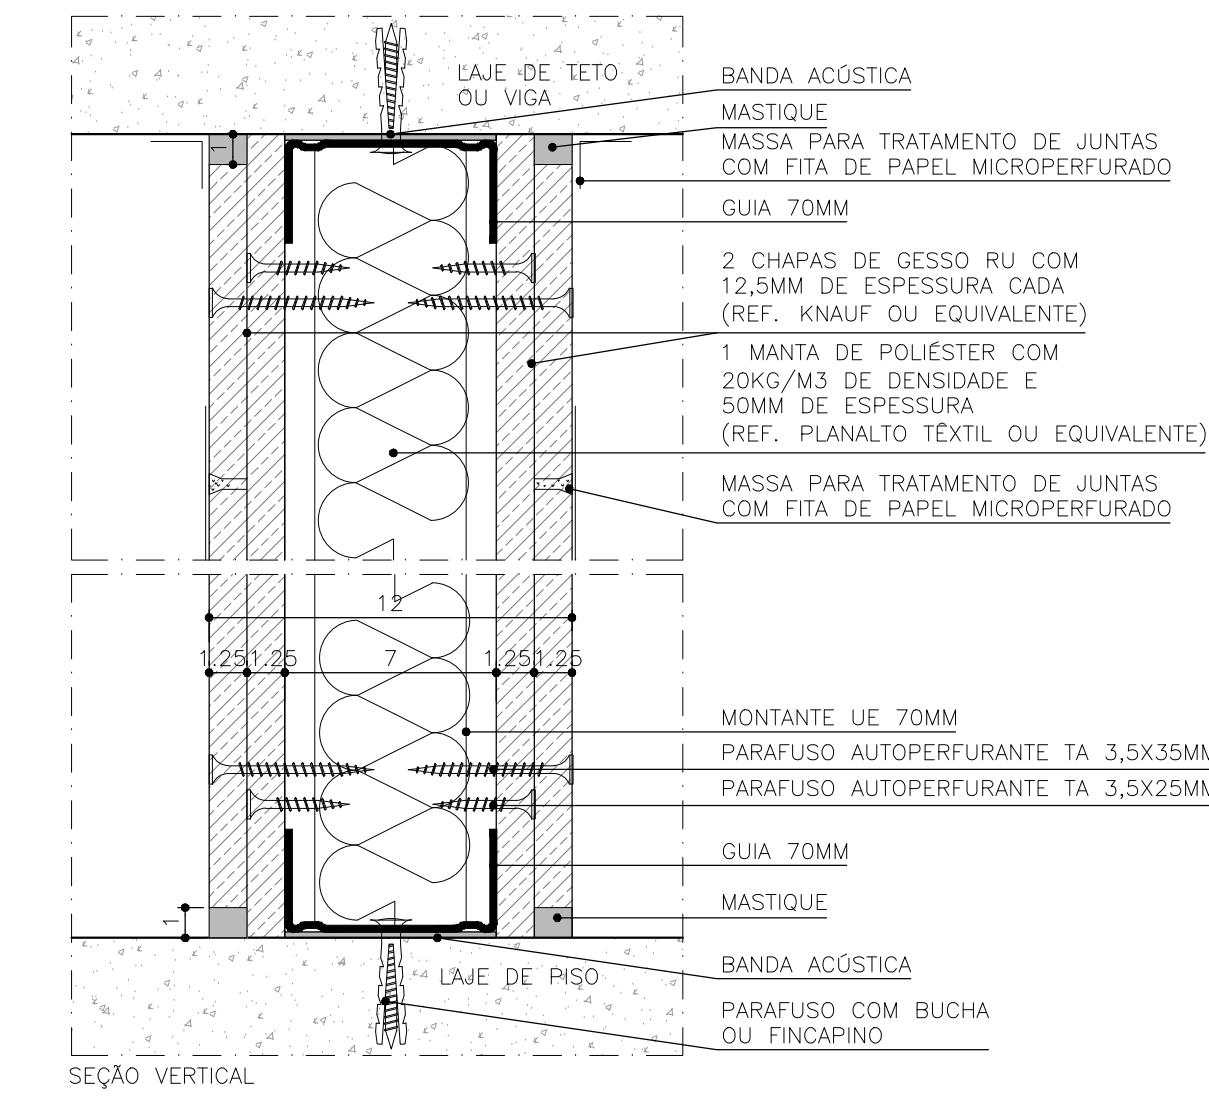 LAJE DE TETO
OU VIGA
BANDA ACÚSTICA
MASTIQUE
MASSA PARA TRATAMENTO DE JUNTAS
COM FITA DE PAPEL MICROPERFURADO
1
GUIA 70MM
2 CHAPAS DE GESSO RU COM
12,5MM DE ESPESSURA CADA
(REF. KNAUF OU EQUIVALENTE)
1 MANTA DE POLIÉSTER COM
20KG/M3 DE DENSIDADE E
50MM DE ESPESSURA
(REF. PLANALTO TÊXTIL OU EQUIVALENTE)
MASSA PARA TRATAMENTO DE JUNTAS
COM FITA DE PAPEL MICROPERFURADO
12
1.25 1.25 7 1.25 1.25
MONTANTE UE 70MM
PARAFUSO AUTOPERFURANTE TA 3,5X35MM
PARAFUSO AUTOPERFURANTE TA 3,5X25MM
GUIA 70MM
MASTIQUE
1
BANDA ACÚSTICA
LAJE DE PISO
PARAFUSO COM BUCHA
OU FINCAPINO
SEÇÃO VERTICAL